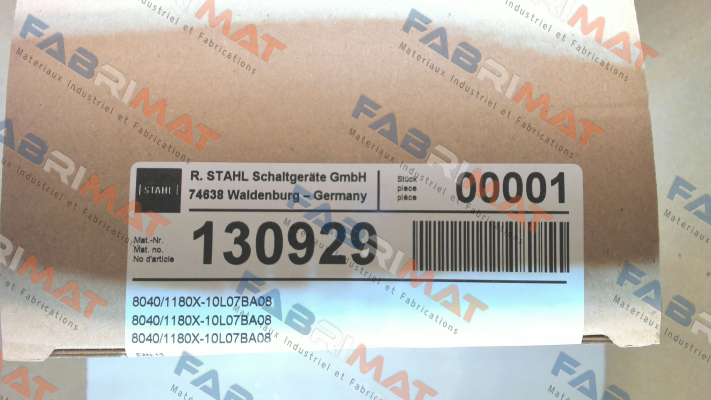 R. STAHL Schaltgeräte GmbH
74638 Waldenburg – Germany
STAHL
Stück
piece
pièce
00001
Mat.-Nr.
Mat. no.
No d'article
130929
8040/1180X-10L07BA08
8040/1180X-10L07BA08
8040/1180X-10L07BA08
FABRIMAT
Materiaux Industriel et Fabrications